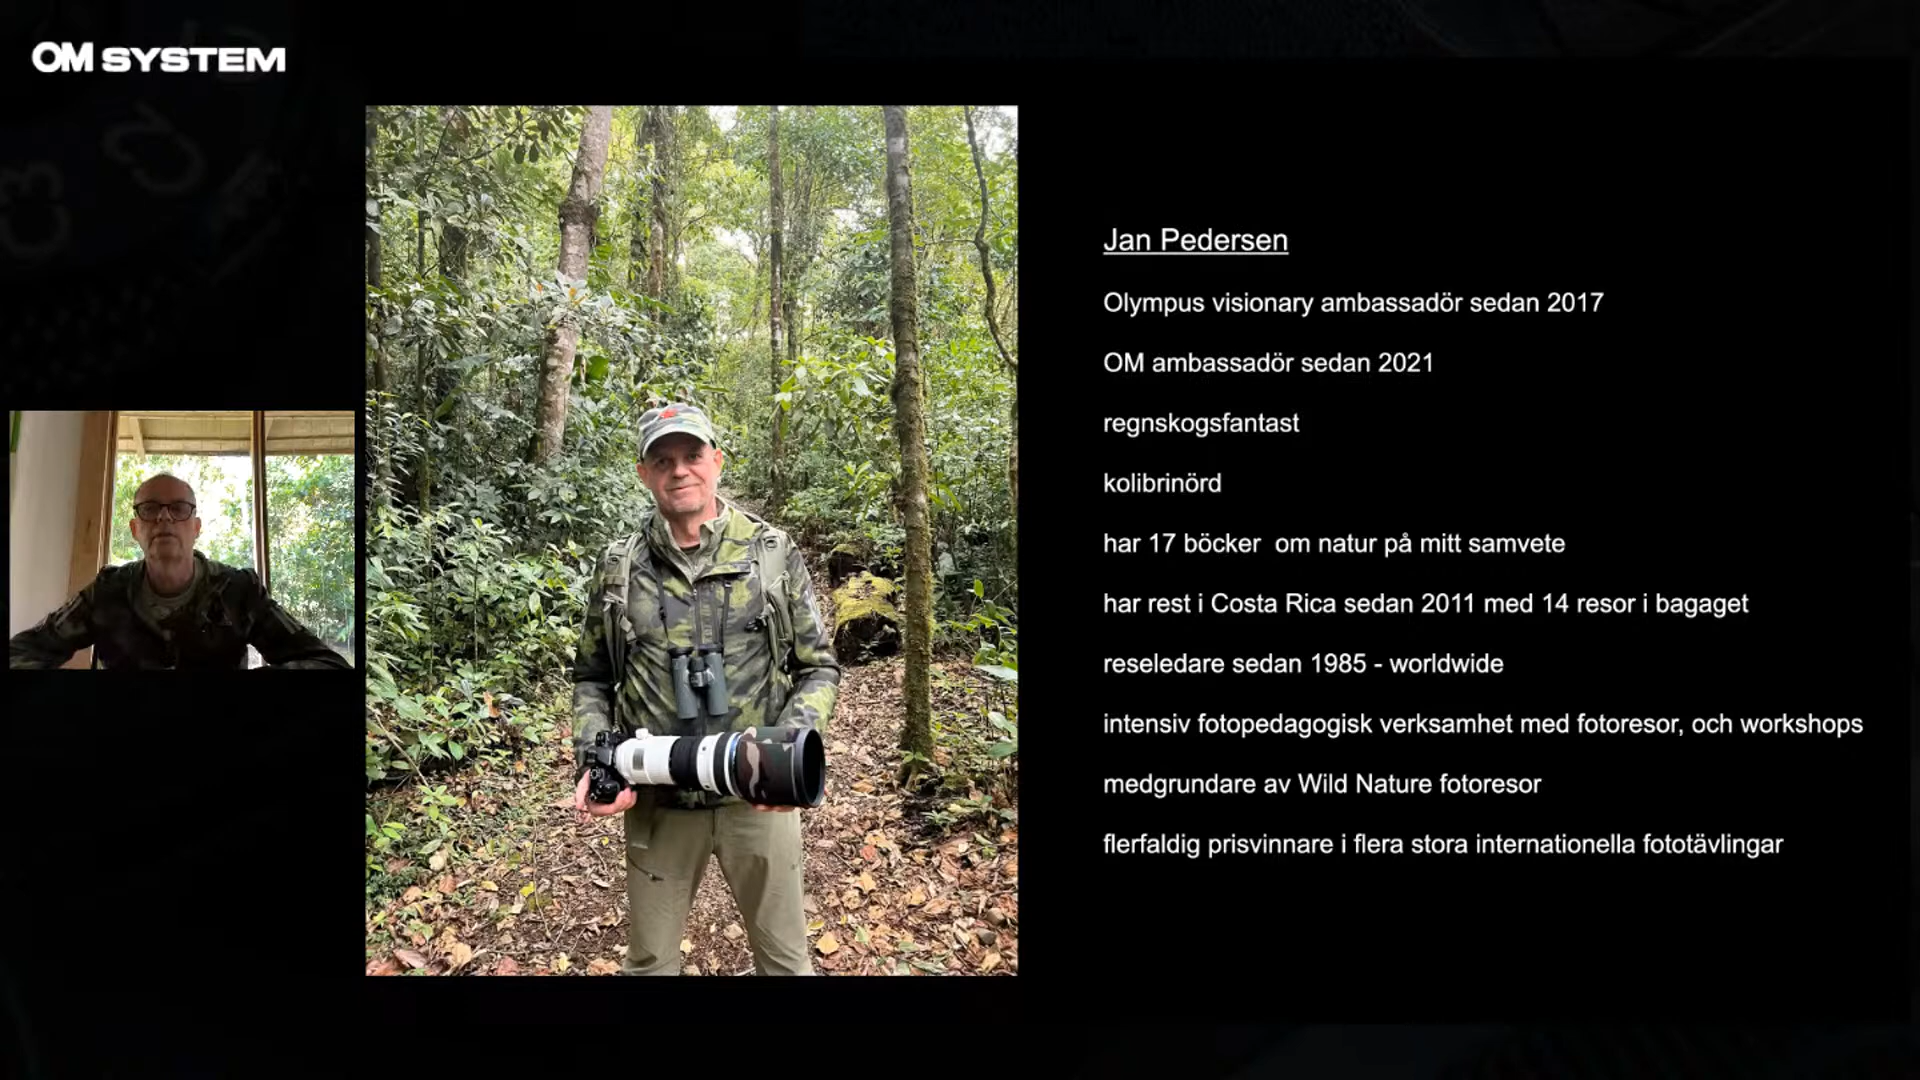 OM SYSTEM
Jan Pedersen
Olympus visionary ambassadör sedan 2017
OM ambassadör sedan 2021
regnskogsfantast
kolibrinörd
har 17 böcker  om natur på mitt samvete
har rest i Costa Rica sedan 2011 med 14 resor i bagaget
reseledare sedan 1985 - worldwide
intensiv fotopedagogisk verksamhet med fotoresor, och workshops
medgrundare av Wild Nature fotoresor
flerfaldig prisvinnare i flera stora internationella fototävlingar